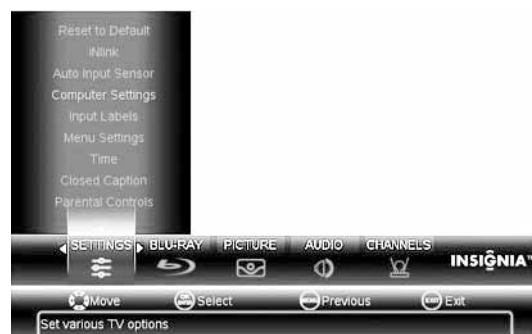 Reset to Default
INlink
Auto Input Sensor
Computer Settings
Input Labels
Menu Settings
Time
Closed Caption
Parental Controls
SETTINGS BLU-RAY PICTURE AUDIO CHANNELS
INSIGNIA™
Move Select Previous Exit
Set various TV options